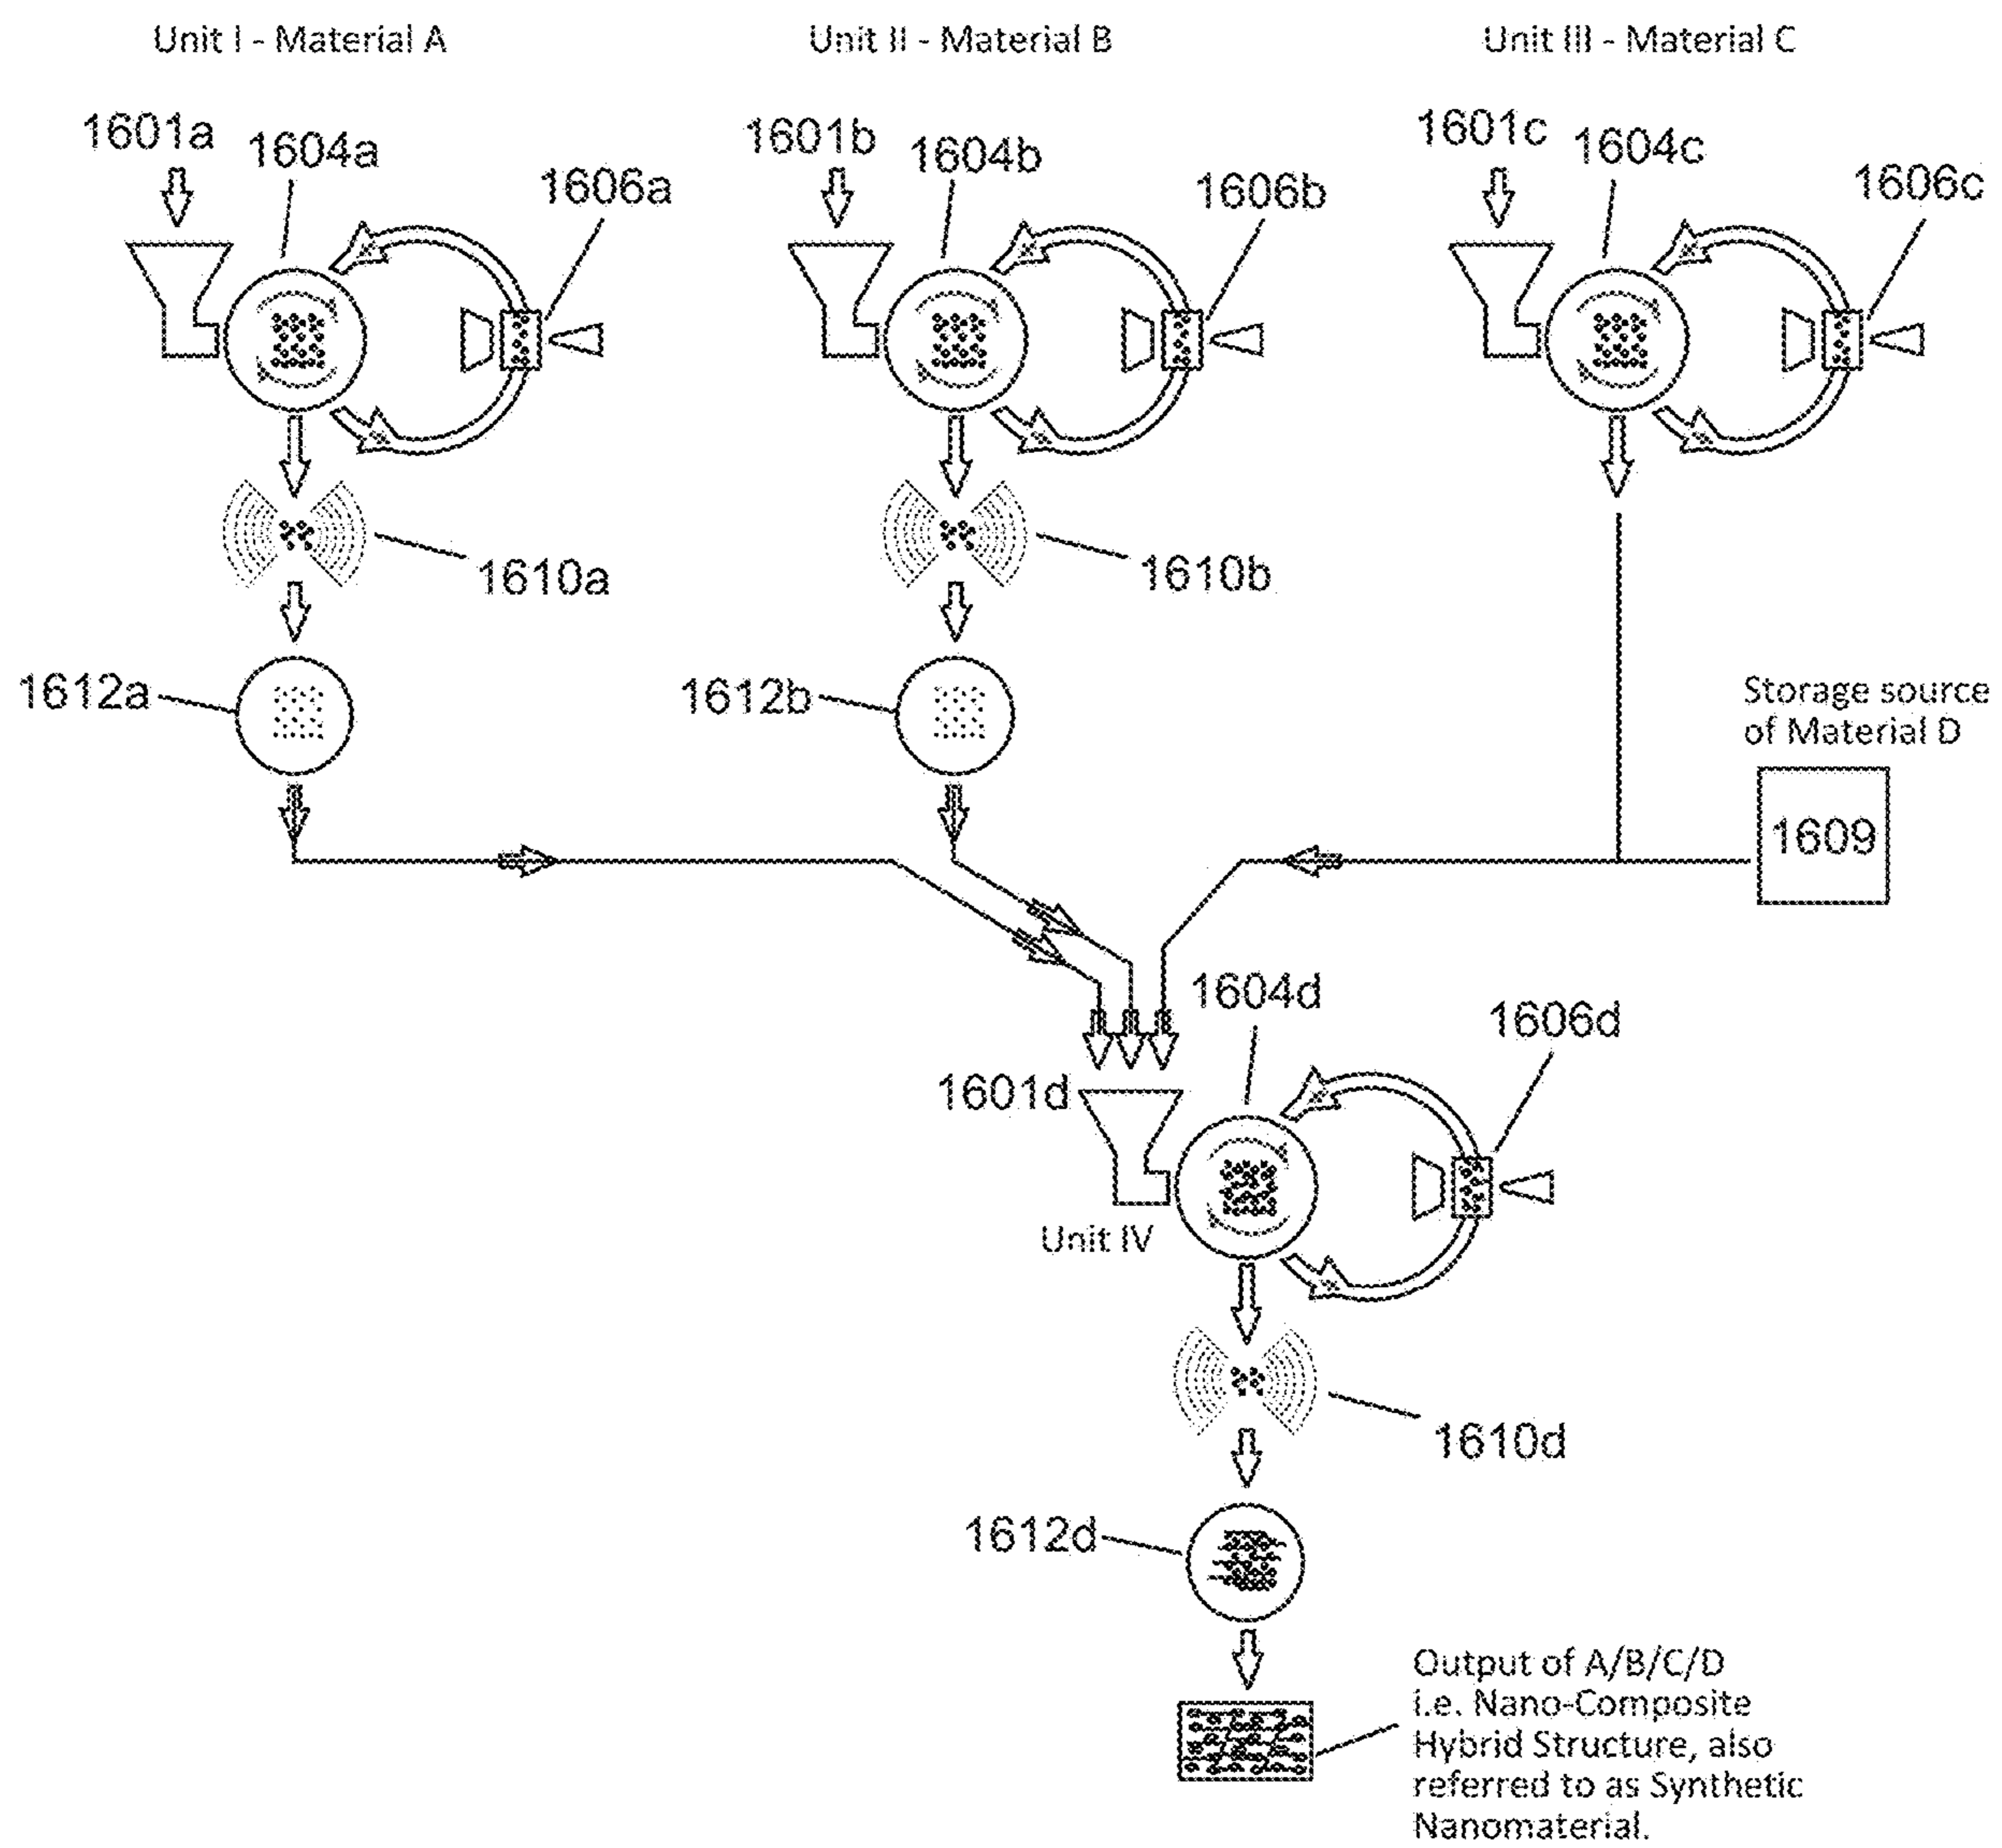 Unit I - Material A
Unit II - Material B
Unit III - Material C
1601a
1604a
1606a
1601b
1604b
1606b
1601c
1604c
1606c
1610a
1610b
1612a
1612b
Storage source
of Material D
1609
1604d
1606d
1601d
Unit IV
1610d
1612d
Output of A/B/C/D
i.e. Nano-Composite
Hybrid Structure, also
referred to as Synthetic
Nanomaterial.